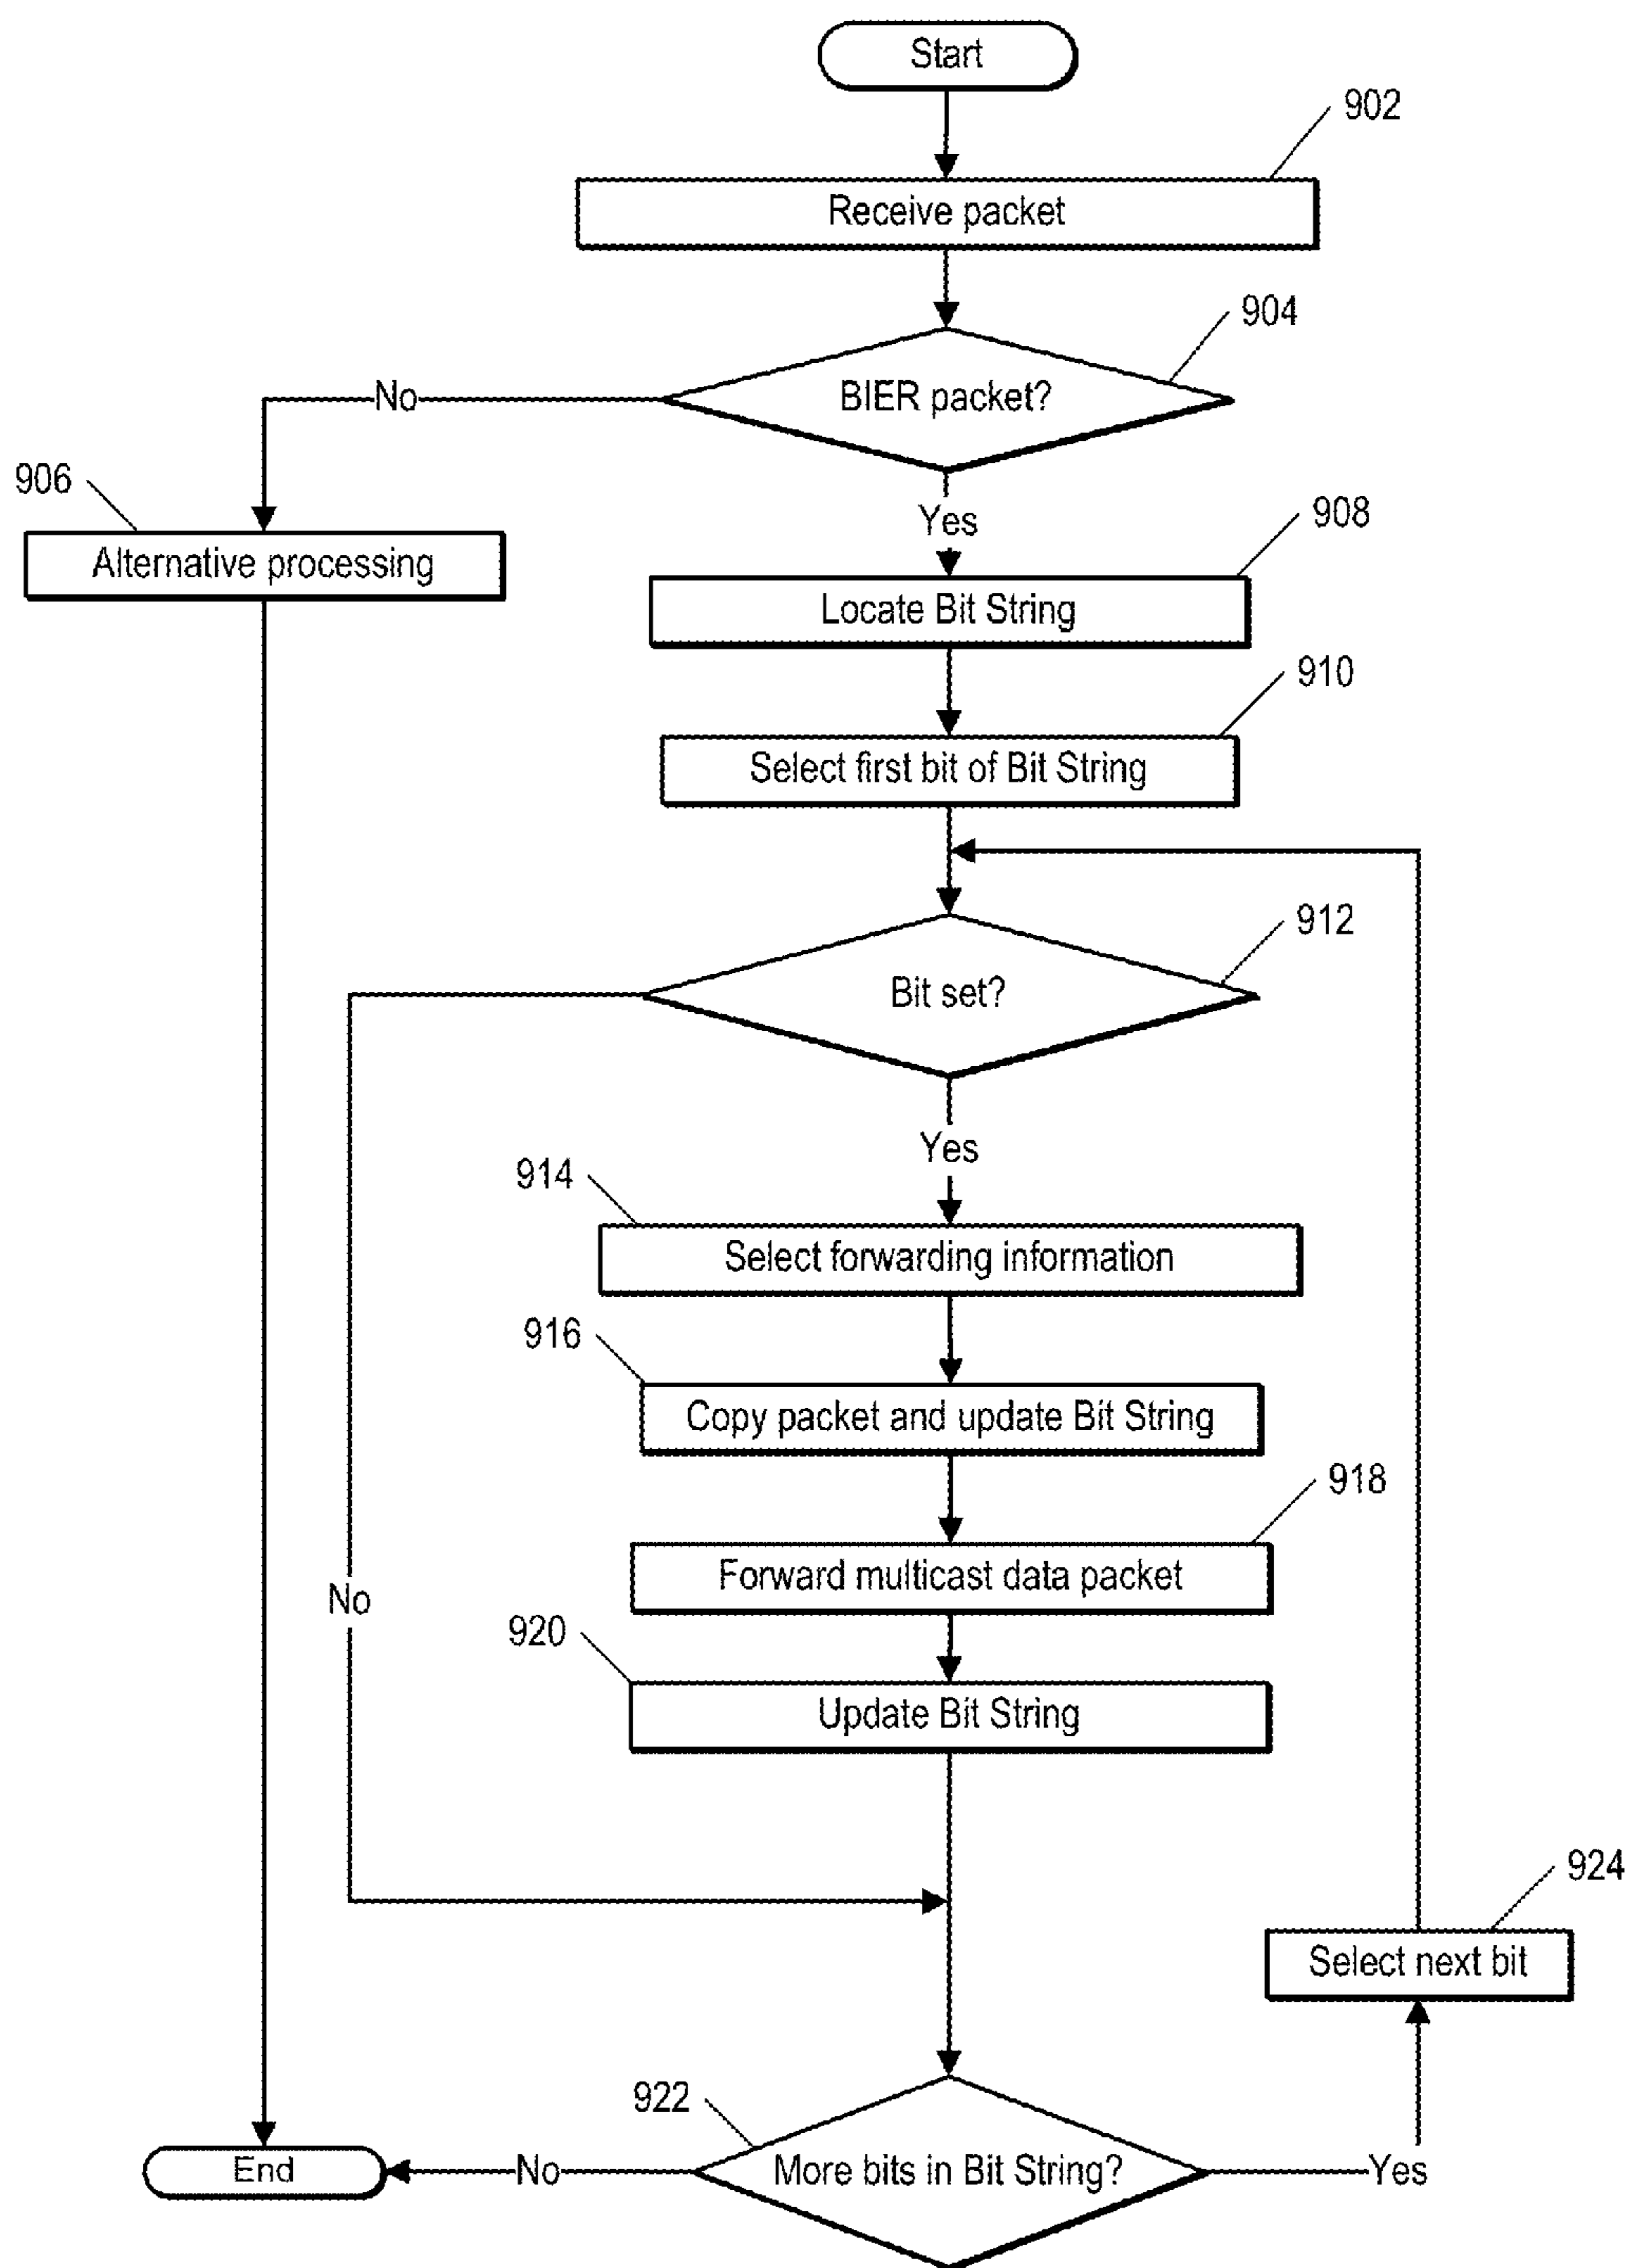 Start
902
Receive packet
904
BIER packet?
No
906
Alternative processing
Yes
908
Locate Bit String
910
Select first bit of Bit String
912
Bit set?
Yes
914
Select forwarding information
916
Copy packet and update Bit String
918
Forward multicast data packet
No
920
Update Bit String
924
Select next bit
922
More bits in Bit String?
No
Yes
End